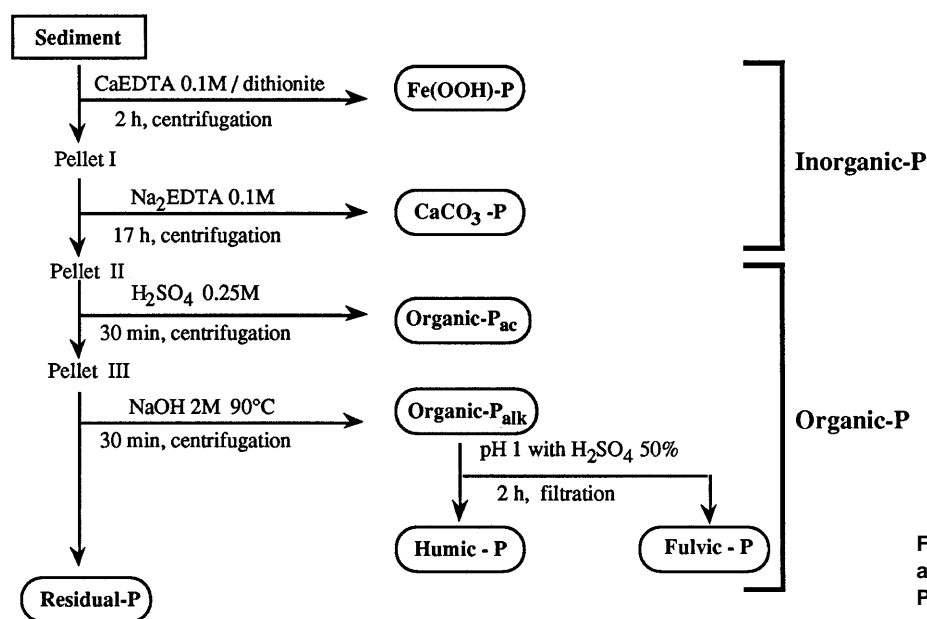 Sediment
CaEDTA 0.1M / dithionite
2 h, centrifugation
Fe(OOH)-P
Pellet I
Inorganic-P
Na2EDTA 0.1M
17 h, centrifugation
CaCO3 -P
Pellet II
H2SO4 0.25M
30 min, centrifugation
Organic-Pac
Pellet III
NaOH 2M 90°C
30 min, centrifugation
Organic-Palk
Organic-P
pH 1 with H2SO4 50%
2 h, filtration
Humic - P
Fulvic - P
Residual-P
F
a
P